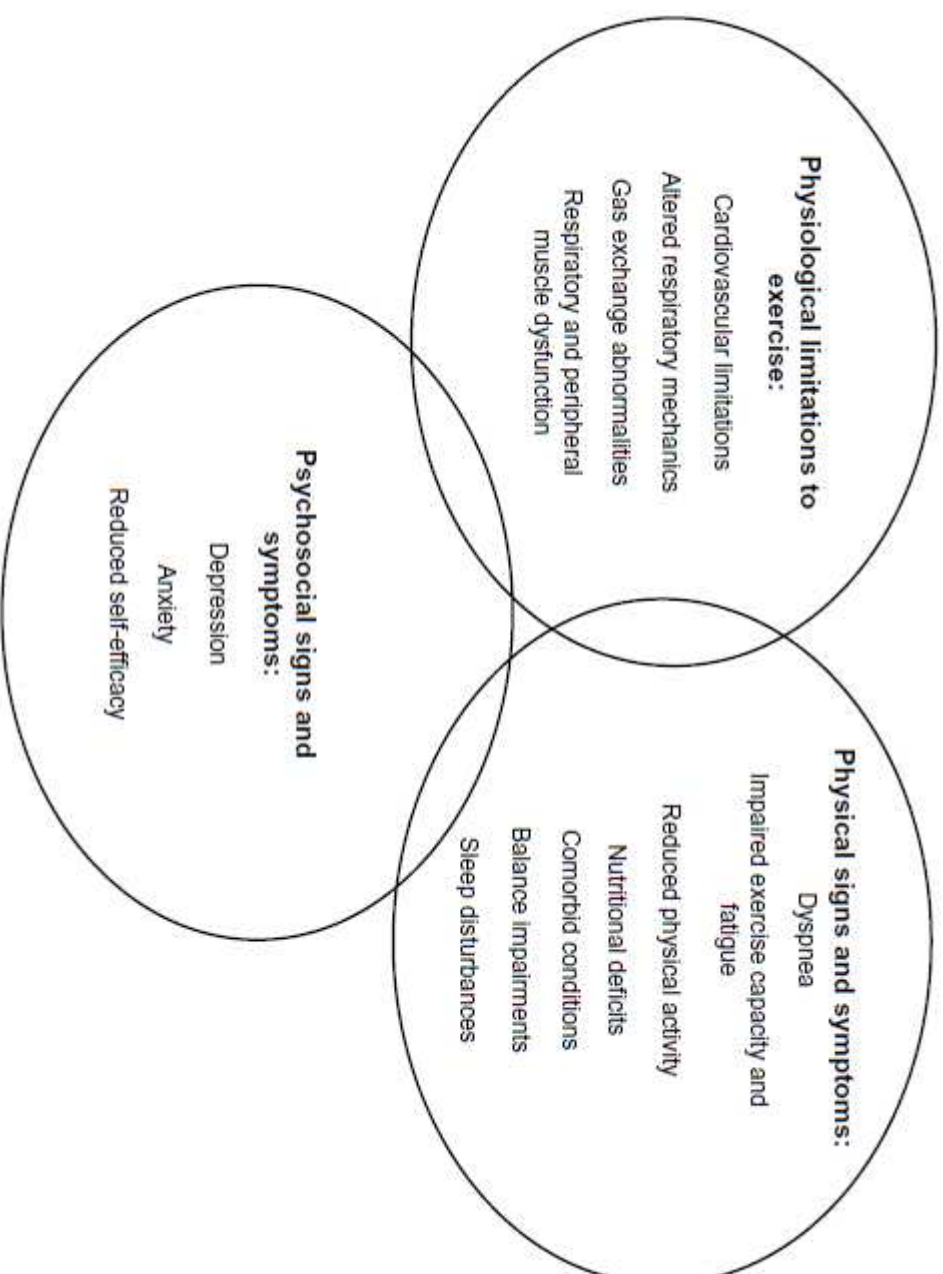 Physiological limitations to
exercise:
Cardiovascular limitations
Altered respiratory mechanics
Gas exchange abnormalities
Respiratory and peripheral
muscle dysfunction
Physical signs and symptoms:
Dyspnea
Impaired exercise capacity and
fatigue
Reduced physical activity
Nutritional deficits
Comorbid conditions
Balance impairments
Sleep disturbances
Psychosocial signs and
symptoms:
Depression
Anxiety
Reduced self-efficacy